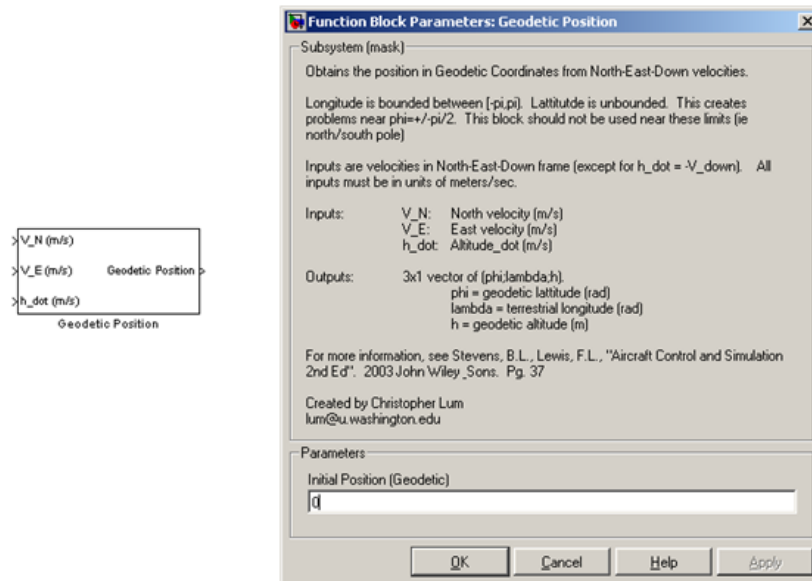 Function Block Parameters: Geodetic Position
Subsystem (mask)
Obtains the position in Geodetic Coordinates from North-East-Down velocities.
Longitude is bounded between [-pi,pi). Lattitutde is unbounded. This creates
problems near phi=+/-pi/2. This block should not be used near these limits (ie
north/south pole)
Inputs are velocities in North-East-Down frame (except for h_dot = -V_down). All
inputs must be in units of meters/sec.
Inputs: V_N: North velocity (m/s)
V_E: East velocity (m/s)
h_dot: Altitude_dot (m/s)
Outputs: 3x1 vector of (phi;lambda;h).
phi = geodetic lattitude (rad)
lambda = terrestrial longitude (rad)
h = geodetic altitude (m)
For more information, see Stevens, B.L., Lewis, F.L., "Aircraft Control and Simulation
2nd Ed". 2003 John Wiley _Sons. Pg. 37
Created by Christopher Lum
lum@u.washington.edu
Parameters
Initial Position (Geodetic)
0
OK Cancel Help Apply
V_N (m/s)
V_E (m/s) Geodetic Position
h_dot (m/s)
Geodetic Position